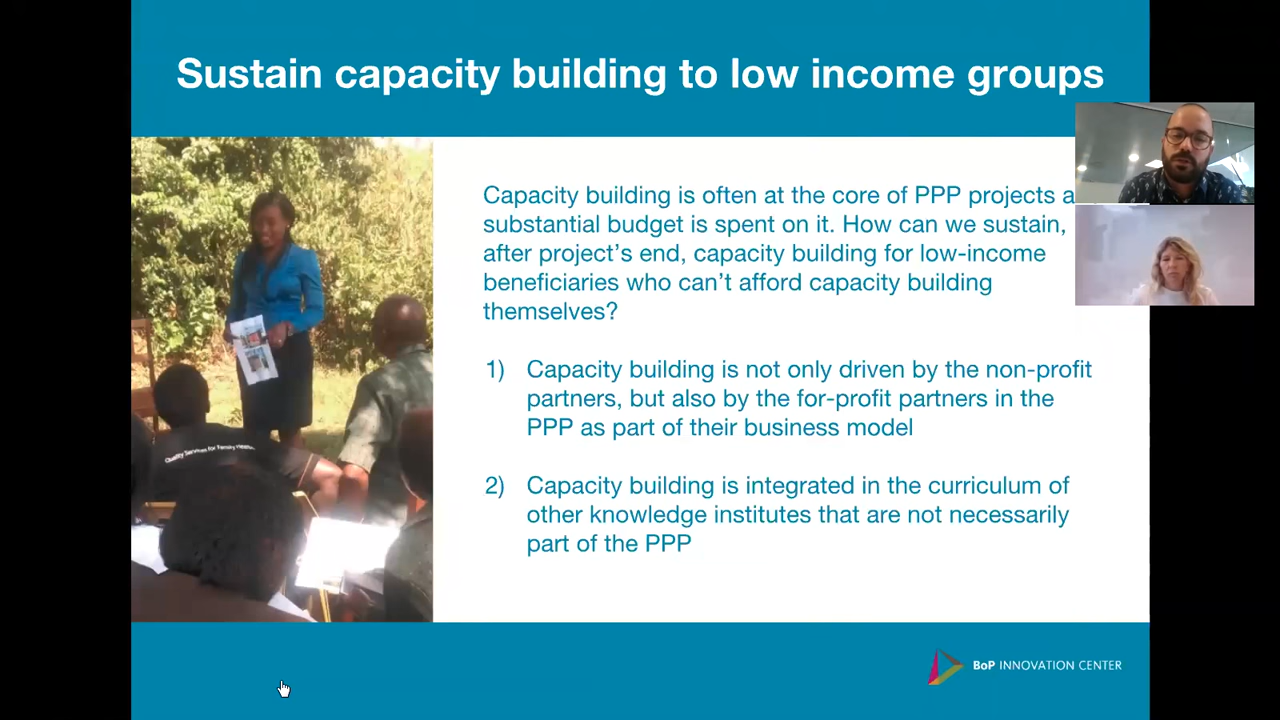 Sustain capacity building to low income groups
Capacity building is often at the core of PPP projects a
substantial budget is spent on it. How can we sustain,
after project's end, capacity building for low-income
beneficiaries who can't afford capacity building
themselves?
1) Capacity building is not only driven by the non-profit
partners, but also by the for-profit partners in the
PPP as part of their business model
2) Capacity building is integrated in the curriculum of
other knowledge institutes that are not necessarily
part of the PPP
Quality Services for
BoP INNOVATION CENTER